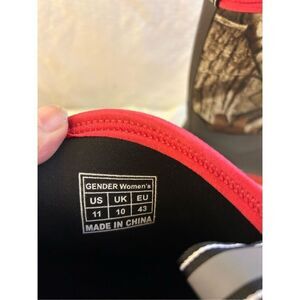 GENDER Women's
US UK EU
11 10 43
MADE IN CHINA